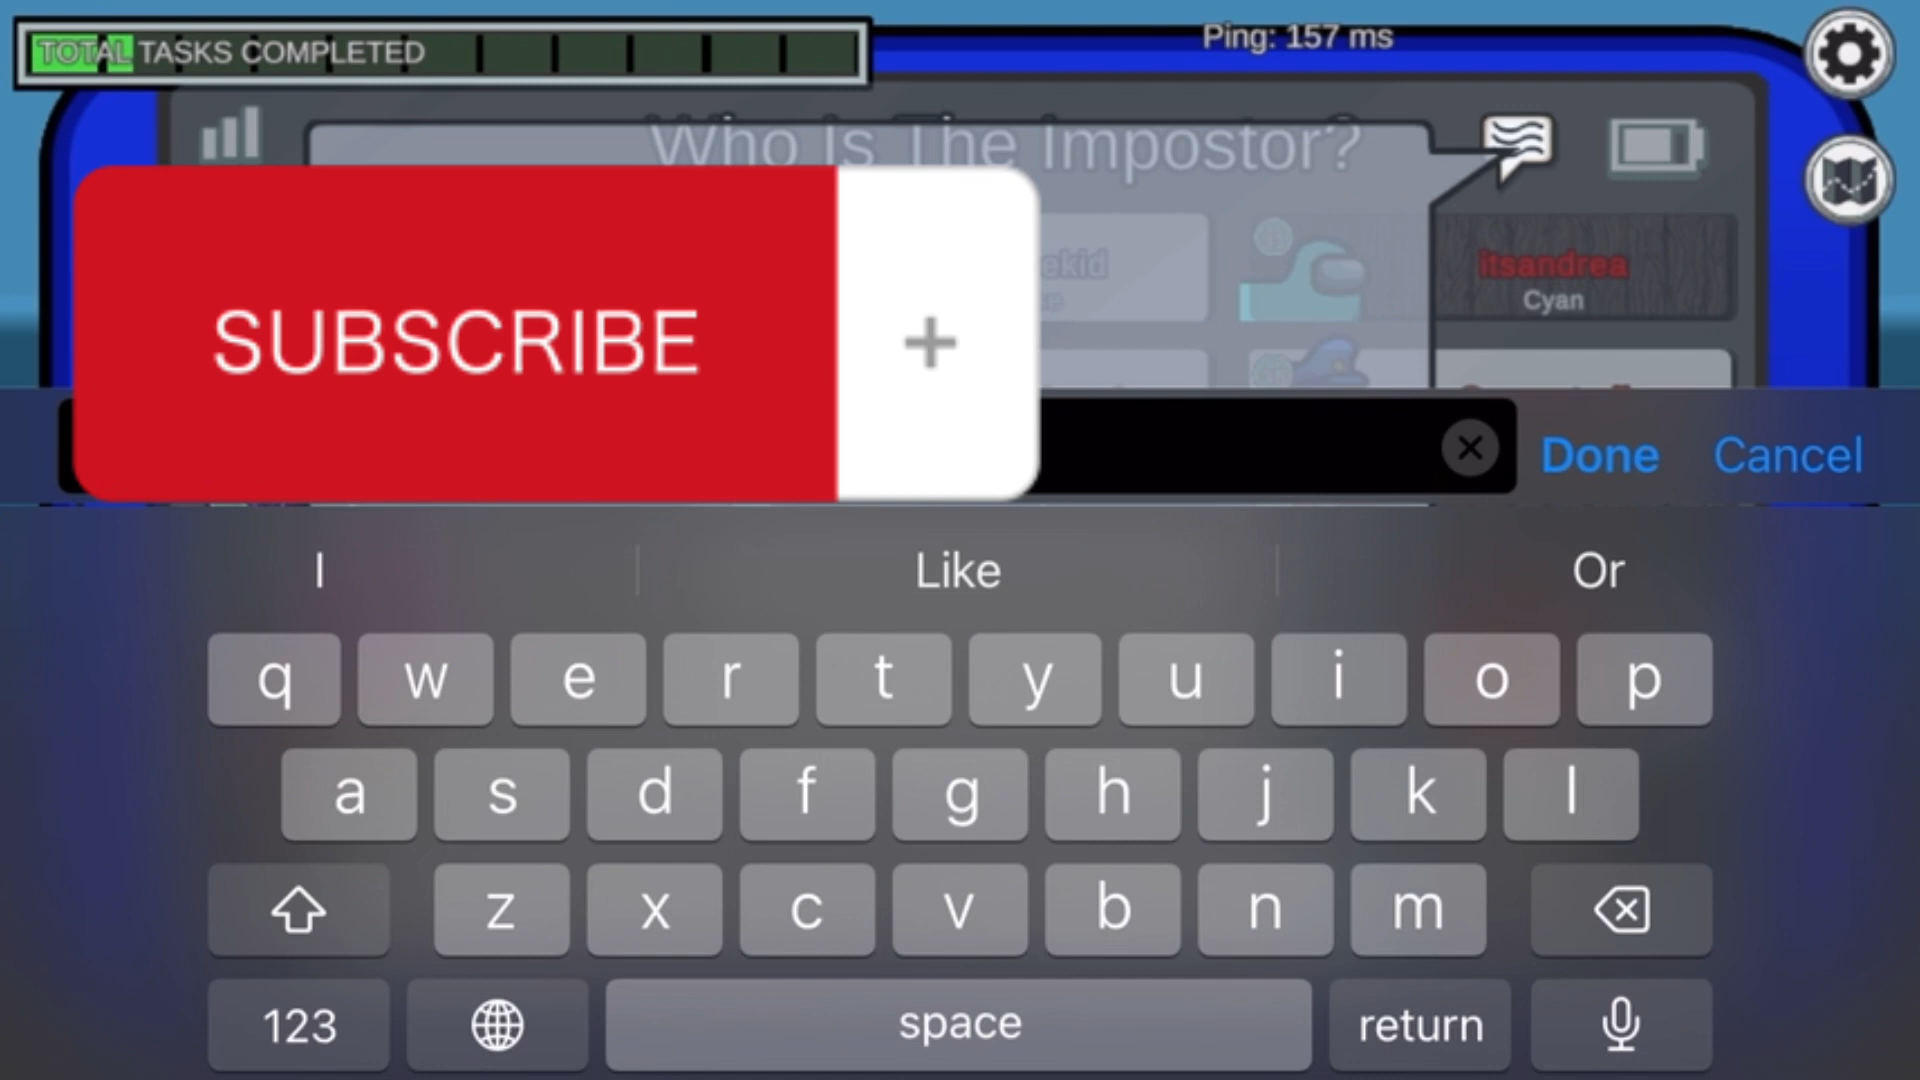 TOTAL TASKS COMPLETED
Ping: 157 ms
Who Is The Impostor?
itsandrea
Cyan
SUBSCRIBE
+
Done Cancel
I Like Or
q w e r t y u i o p
a s d f g h j k l
z x c v b n m
123 space return